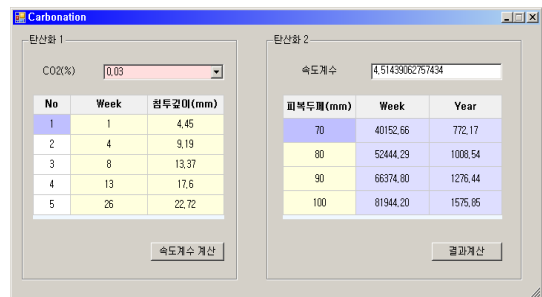 Carbonation
탄산화 1
CO2(%) 0,03
No Week 침투깊이(mm)
1 1 4,45
2 4 9,19
3 8 13,37
4 13 17,6
5 26 22,72
속도계수 계산
탄산화 2
속도계수 4,51439062757434
피복두께(mm) Week Year
70 40152,66 772,17
80 52444,29 1008,54
90 66374,80 1276,44
100 81944,20 1575,85
결과계산